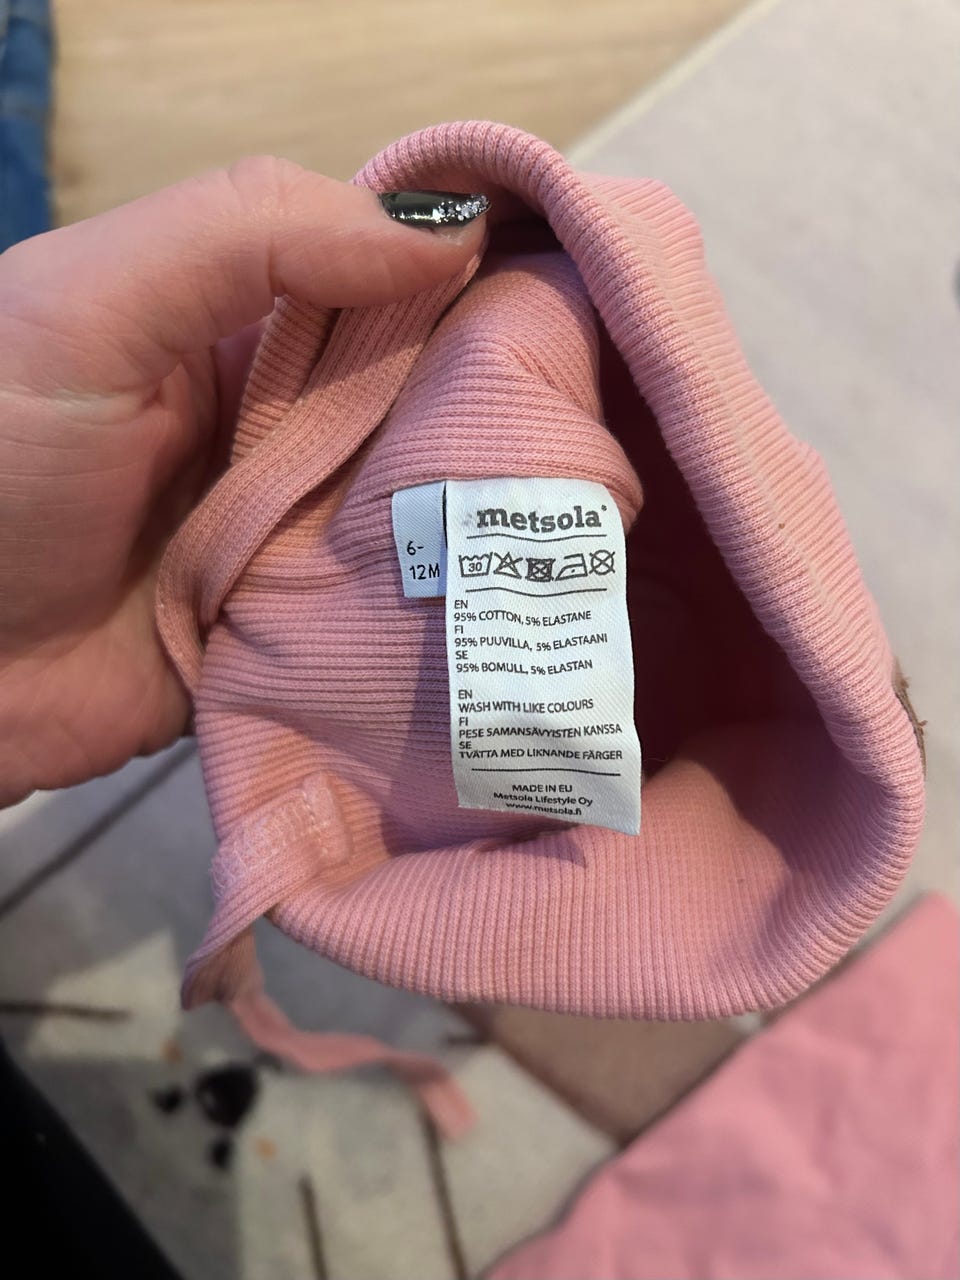 6-
12M
metsola
30
EN
95% COTTON, 5% ELASTANE
FI
95% PUUVILLA, 5% ELASTAANI
SE
95% BOMULL, 5% ELASTAN
EN
WASH WITH LIKE COLOURS
FI
PESE SAMANSÄVYISTEN KANSSA
SE
TVÄTTA MED LIKNANDE FÄRGER
MADE IN EU
Metsola Lifestyle Oy
www.metsola.fi